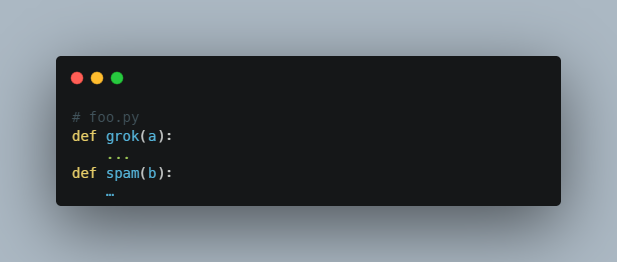 # foo.py
def grok(a):
    ...
def spam(b):
    …